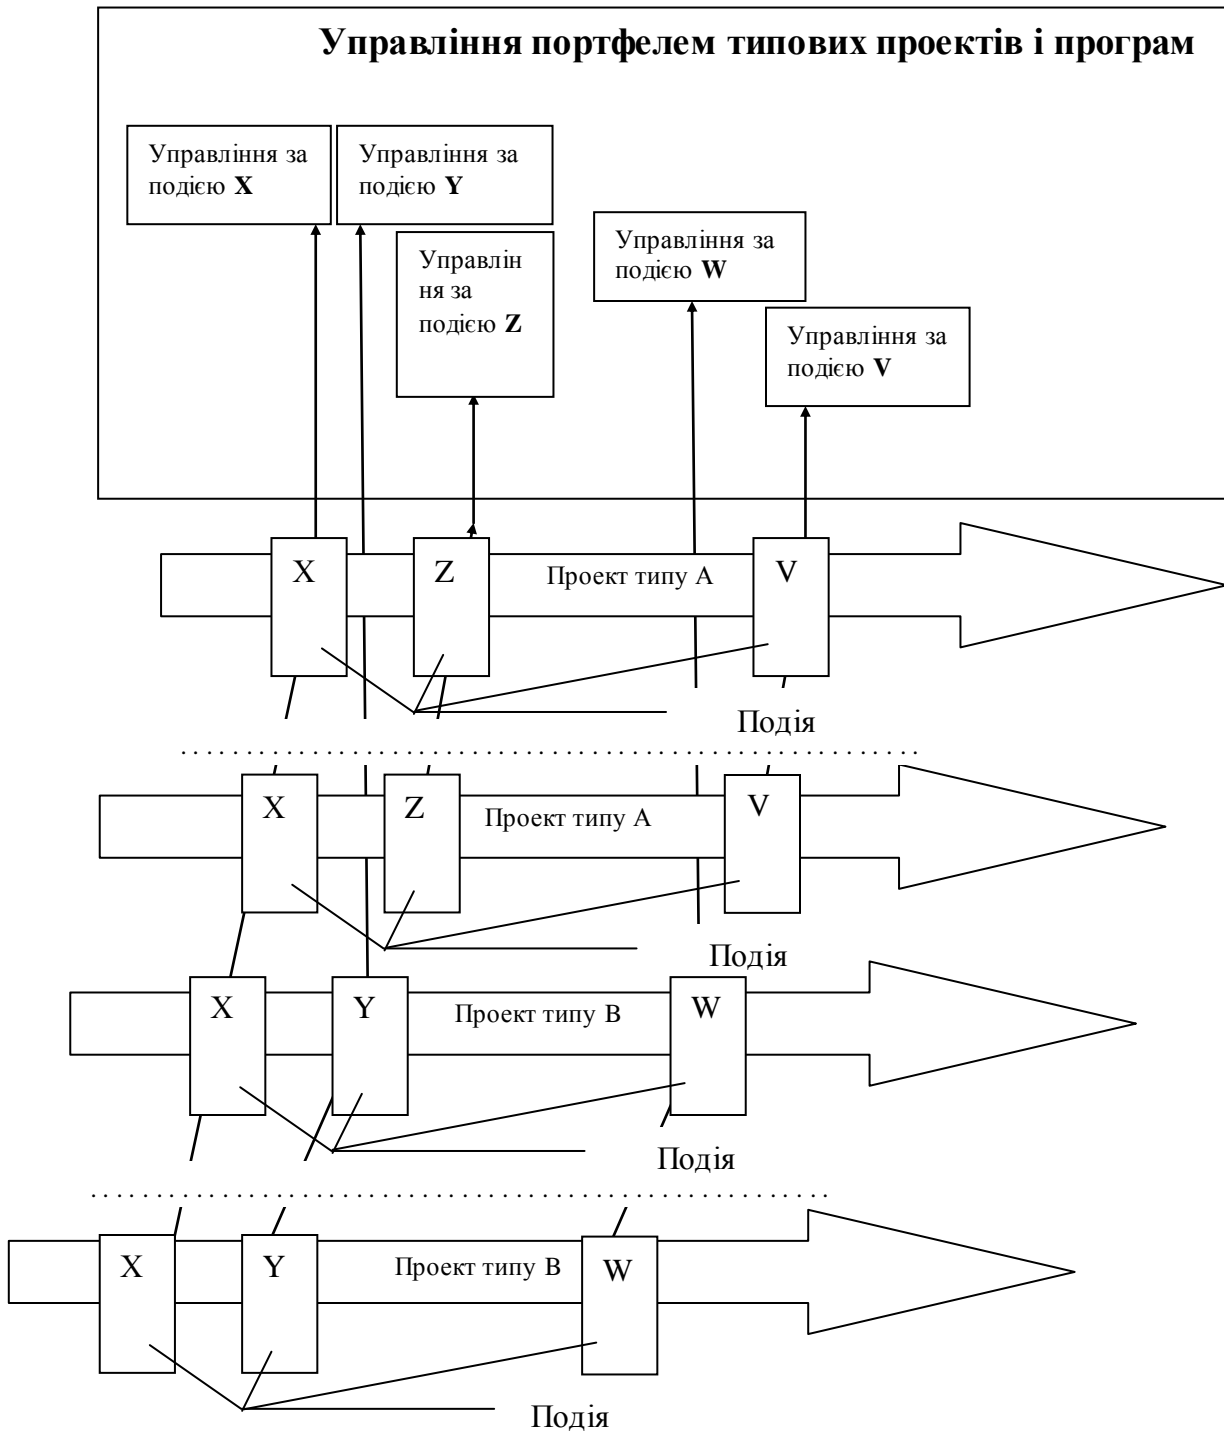 Управління портфелем типових проектів і програм
Управління за
подією X
Управління за
подією Y
Управлін
ня за
подією Z
Управління за
подією W
Управління за
подією V
X
Z
Проект типу А
V
Подія
X
Z
Проект типу А
V
Подія
X
Y
Проект типу В
W
Подія
X
Y
Проект типу В
W
Подія